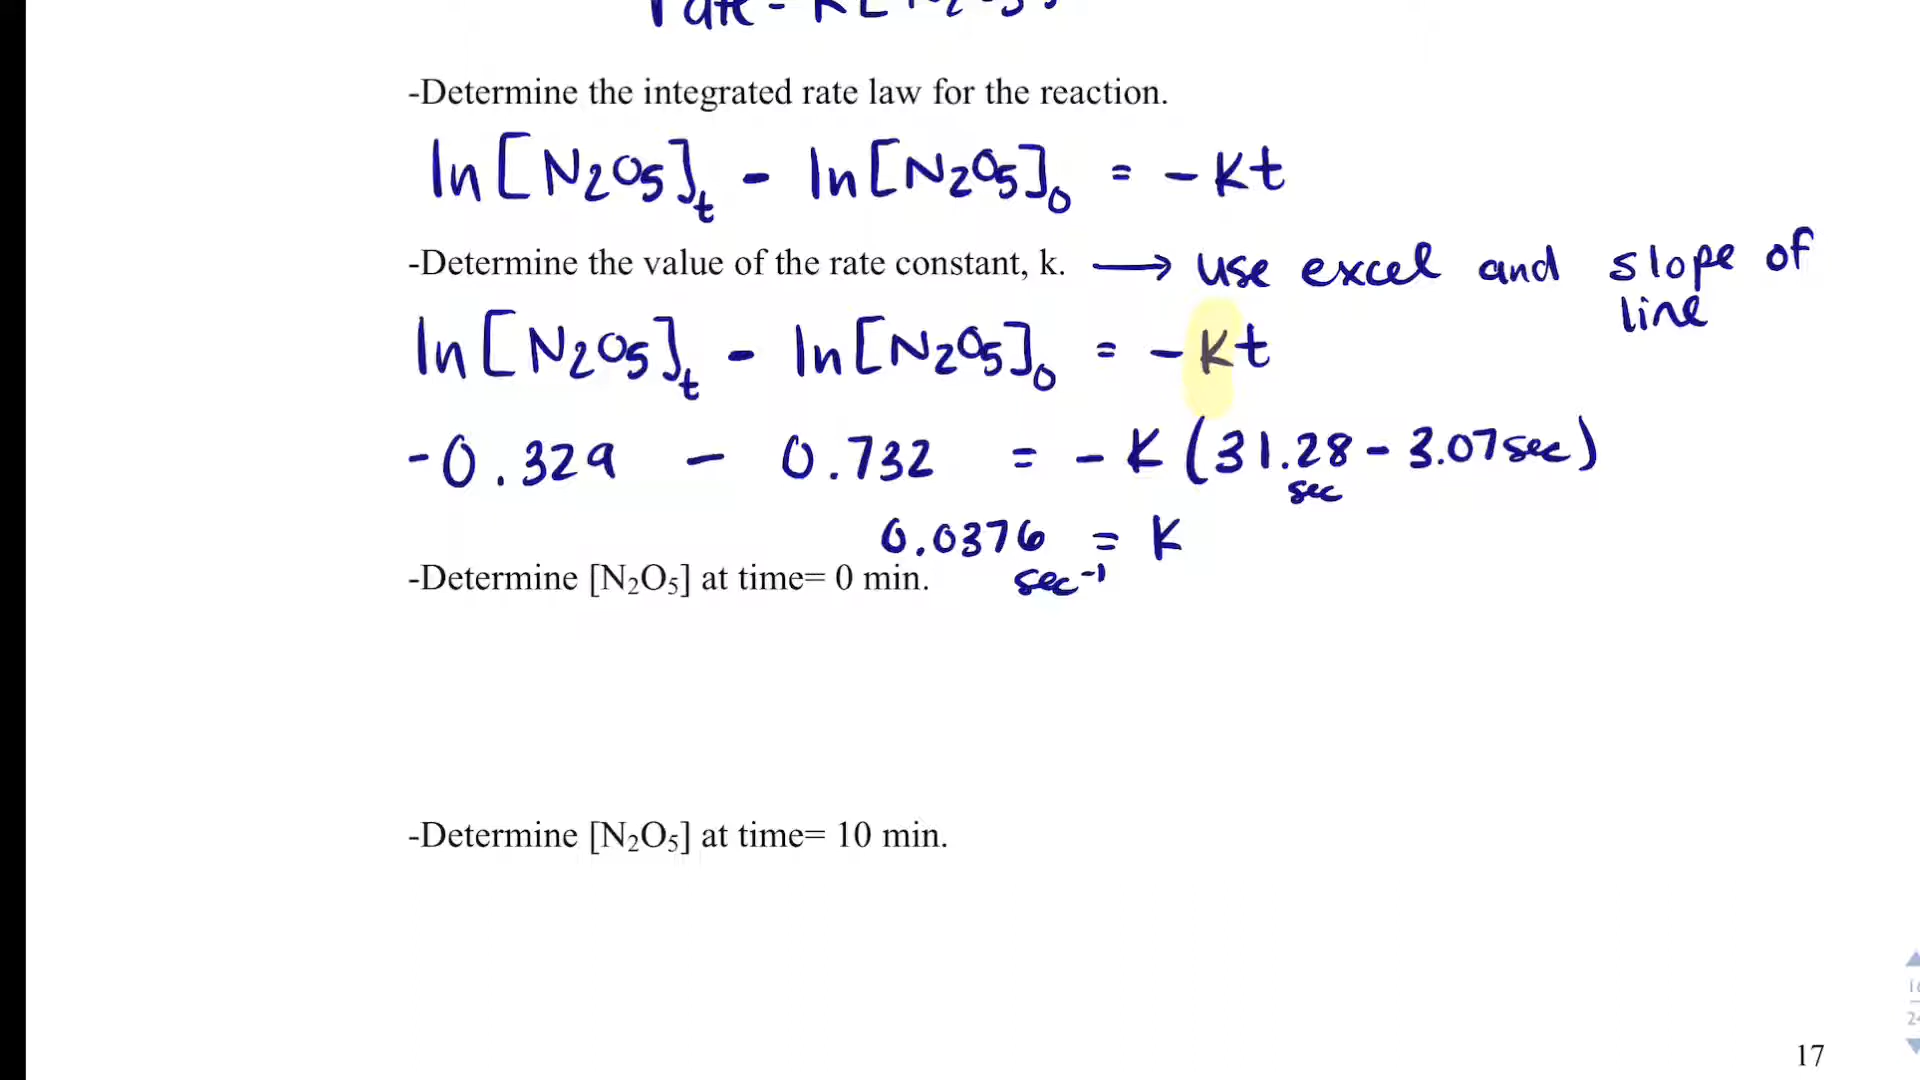 -Determine the integrated rate law for the reaction.
ln[N₂O₅]ₜ - ln[N₂O₅]₀ = -kt
-Determine the value of the rate constant, k. → use excel and slope of
line
ln[N₂O₅]ₜ - ln[N₂O₅]₀ = -kt
-0.329 - 0.732 = -k(31.28 - 3.07sec)
sec
0.0376 = k
-Determine [N₂O₅] at time= 0 min.
sec⁻¹
-Determine [N₂O₅] at time= 10 min.
17